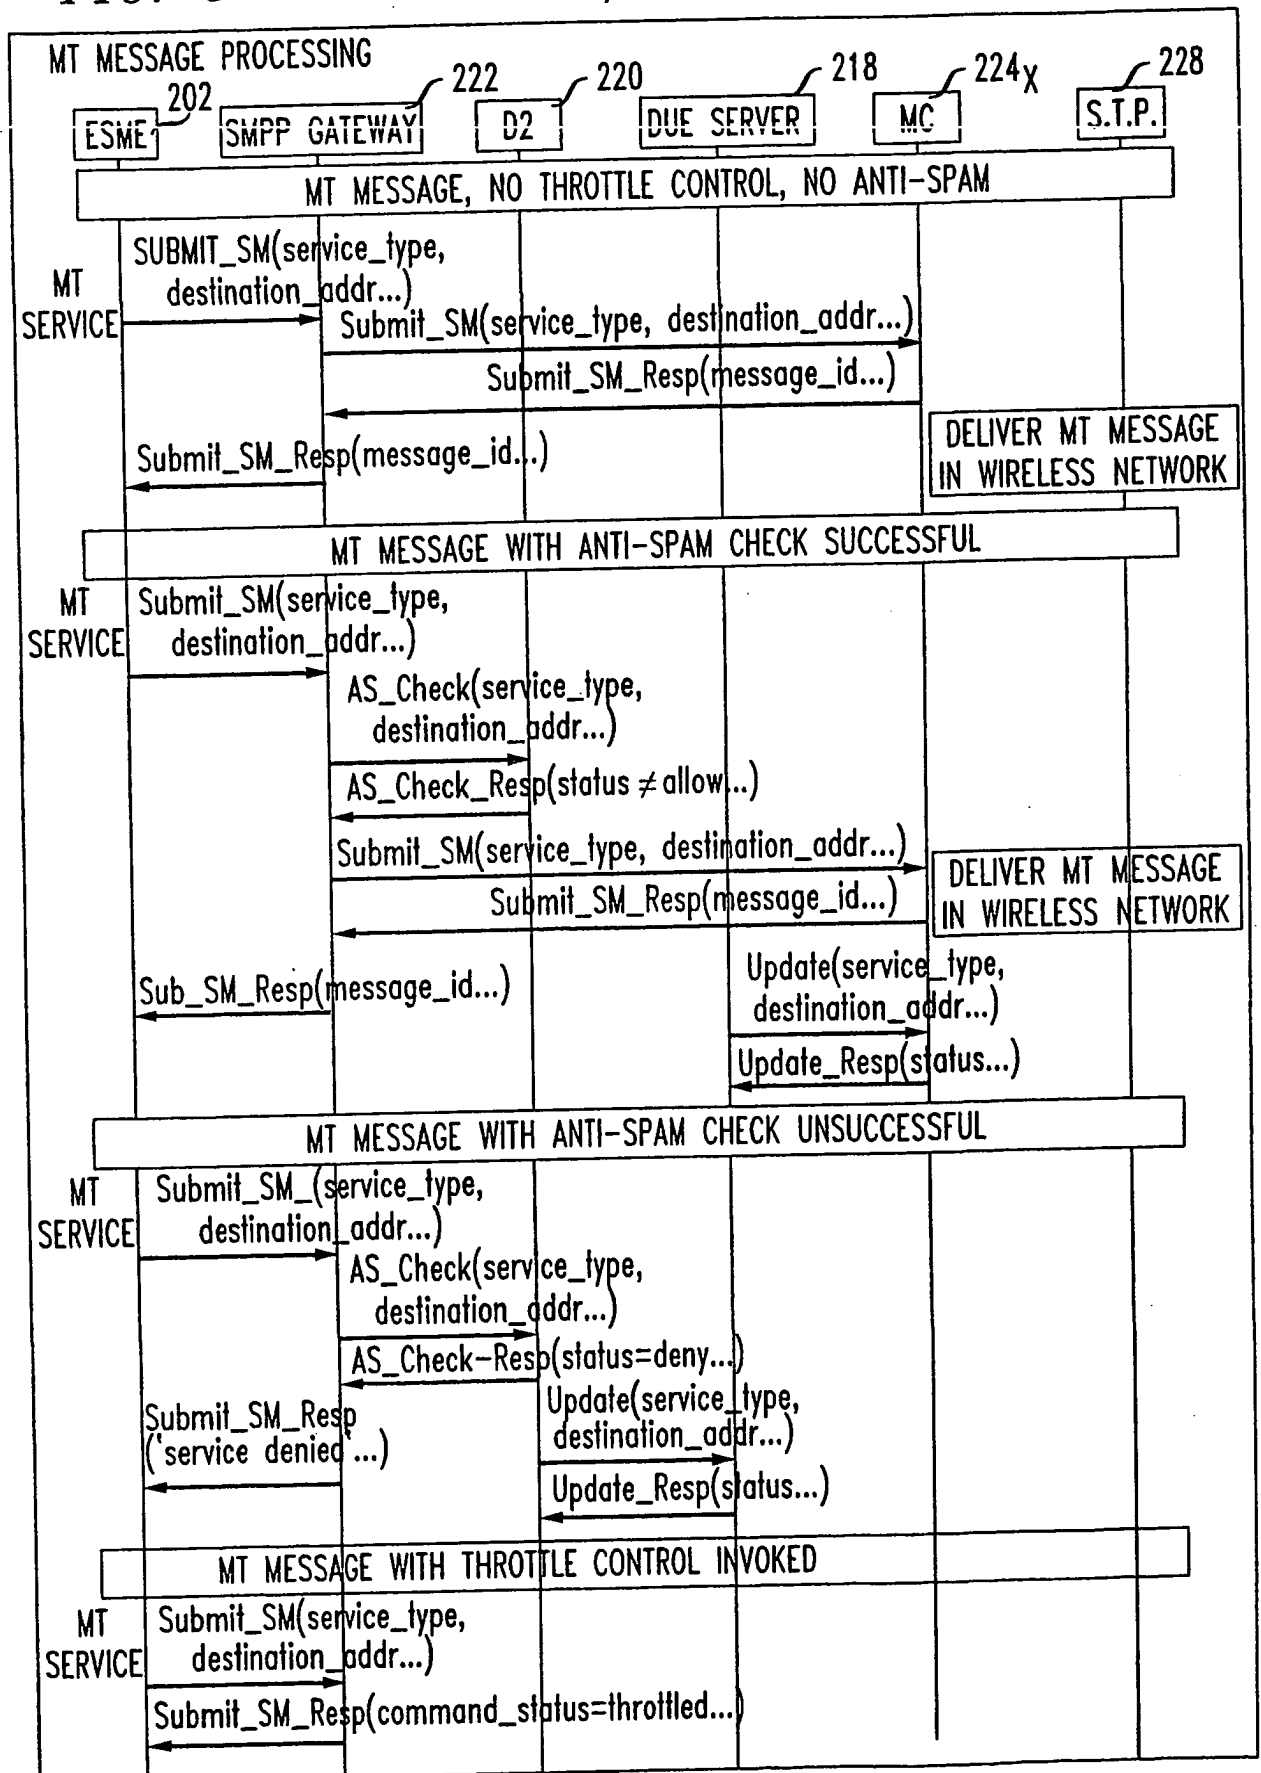 MT MESSAGE PROCESSING
202
222
220
218
224X
228
ESME
SMPP GATEWAY
D2
DUE SERVER
MC
S.T.P.
MT MESSAGE, NO THROTTLE CONTROL, NO ANTI-SPAM
MT
SERVICE
SUBMIT_SM(service_type,
destination_addr...)
Submit_SM(service_type, destination_addr...)
Submit_SM_Resp(message_id...)
DELIVER MT MESSAGE
IN WIRELESS NETWORK
Submit_SM_Resp(message_id...)
MT MESSAGE WITH ANTI-SPAM CHECK SUCCESSFUL
MT
SERVICE
Submit_SM(service_type,
destination_addr...)
AS_Check(service_type,
destination_addr...)
AS_Check_Resp(status ≠ allow...)
Submit_SM(service_type, destination_addr...)
DELIVER MT MESSAGE
IN WIRELESS NETWORK
Submit_SM_Resp(message_id...)
Sub_SM_Resp(message_id...)
Update(service_type,
destination_addr...)
Update_Resp(status...)
MT MESSAGE WITH ANTI-SPAM CHECK UNSUCCESSFUL
MT
SERVICE
Submit_SM_(service_type,
destination_addr...)
AS_Check(service_type,
destination_addr...)
AS_Check-Resp(status=deny...)
Submit_SM_Resp
('service denied'...)
Update(service_type,
destination_addr...)
Update_Resp(status...)
MT MESSAGE WITH THROTTLE CONTROL INVOKED
MT
SERVICE
Submit_SM(service_type,
destination_addr...)
Submit_SM_Resp(command_status=throttled...)